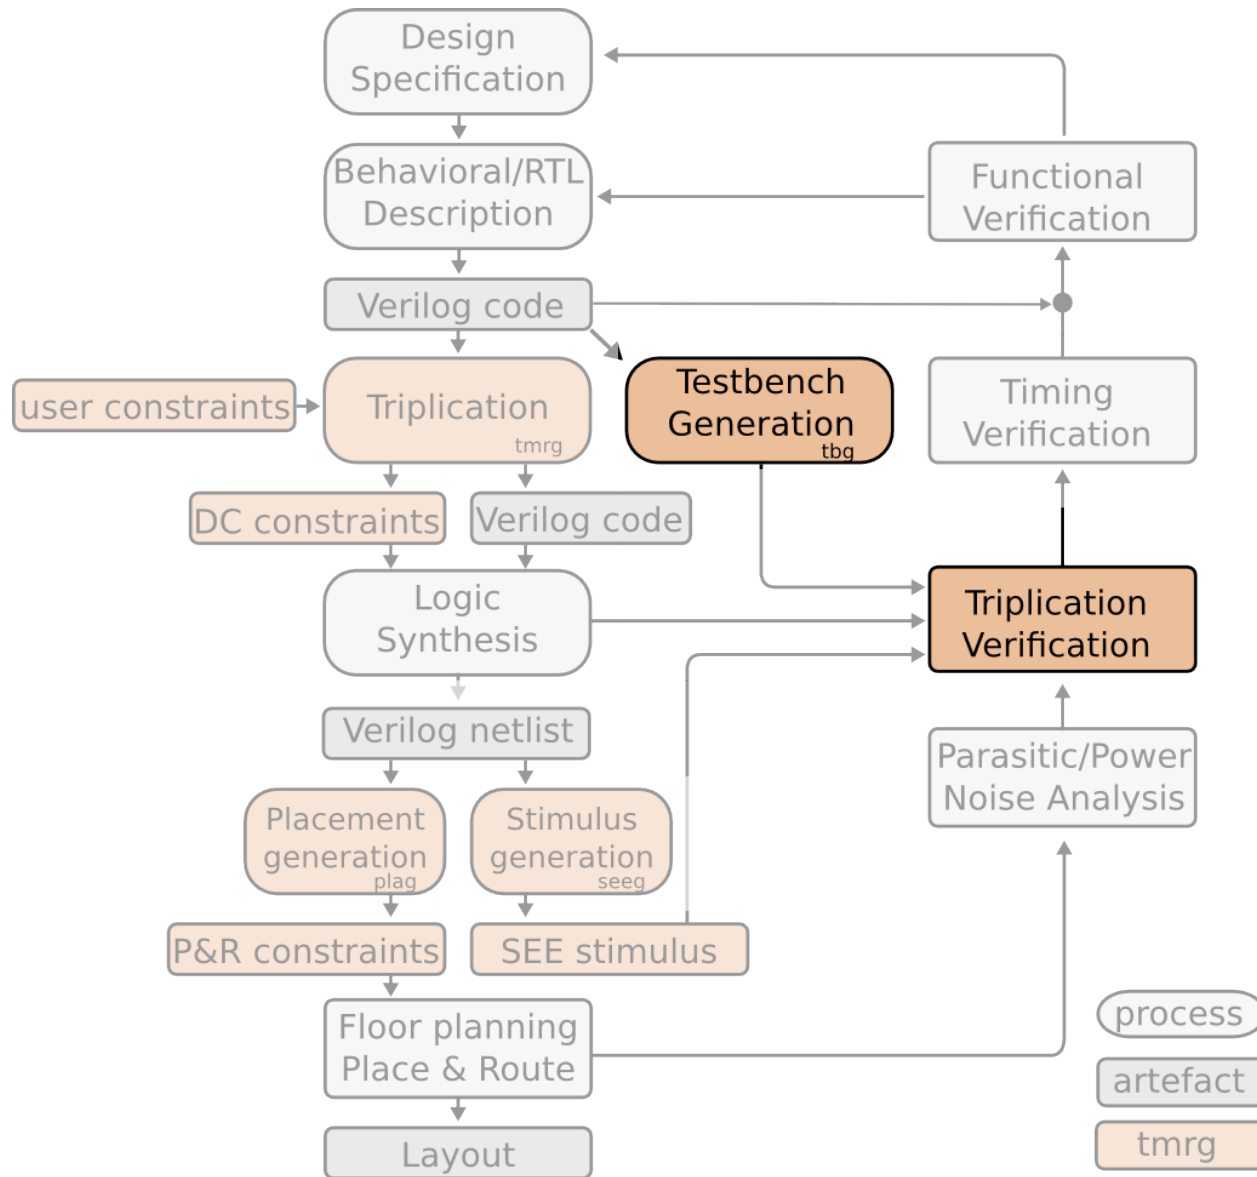 Design
Specification
Behavioral/RTL
Description
Functional
Verification
Verilog code
user constraints
Triplication
tmrg
Testbench
Generation
tbg
Timing
Verification
DC constraints
Verilog code
Logic
Synthesis
Triplication
Verification
Verilog netlist
Parasitic/Power
Noise Analysis
Placement
generation
plag
Stimulus
generation
seeg
P&R constraints
SEE stimulus
Floor planning
Place & Route
Layout
process
artefact
tmrg